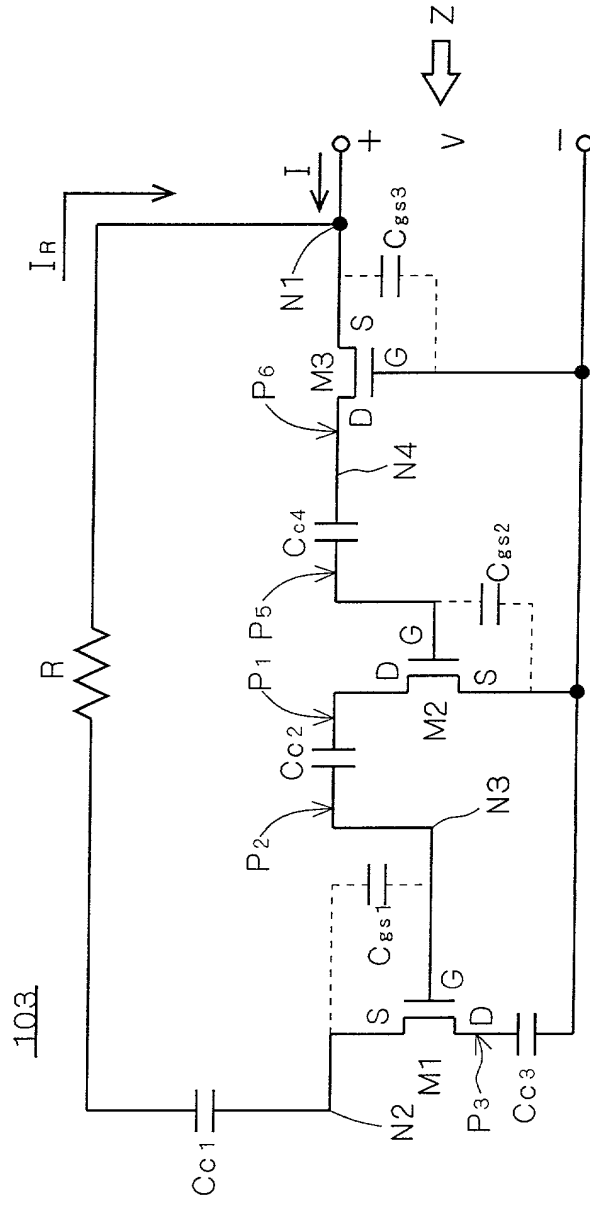 103
R
IR
I
Cc1
N1
+
V
−
Z
Cgs3
S
M3
G
D
P6
N4
Cc4
P5
P1
Cc2
P2
Cgs2
G
D
S
M2
N3
Cgs1
S
G
D
M1
N2
P3
Cc3